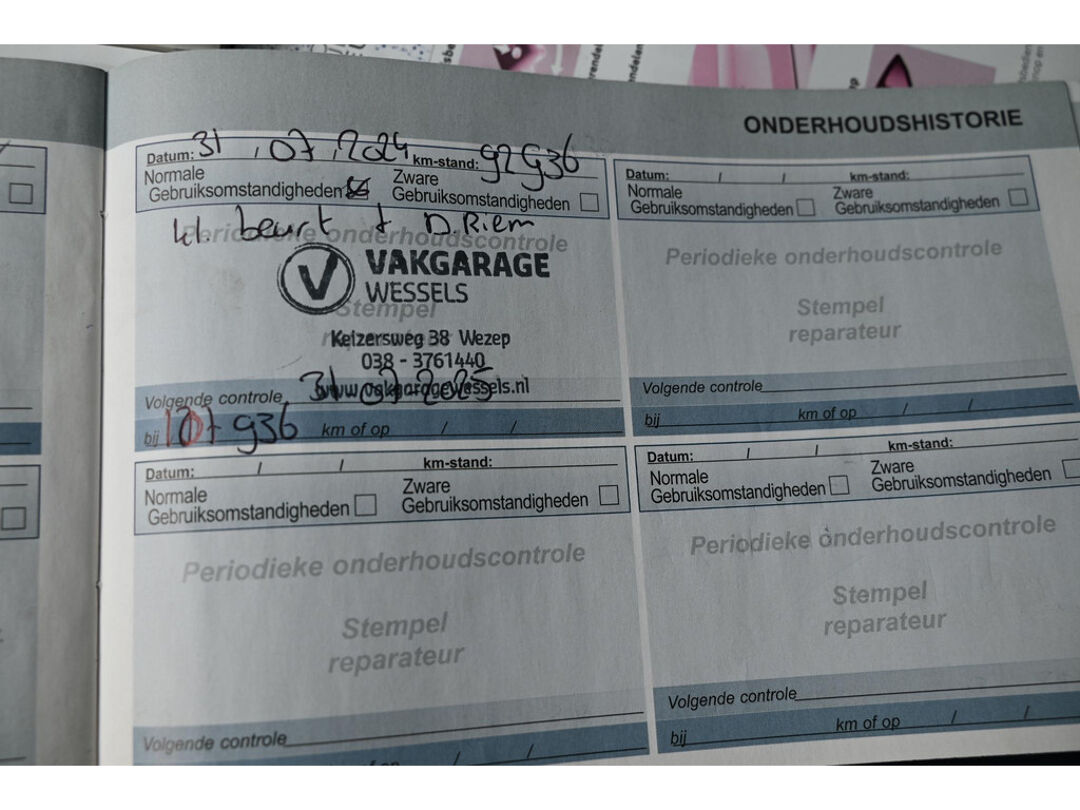 ONDERHOUDSHISTORIE
Datum: 31 , 07 , 2024 km-stand: 92936
Normale Gebruiksomstandigheden
Zware Gebruiksomstandigheden
kl. beurt + D.Riem
Periodieke onderhoudscontrole
VAKGARAGE
WESSELS
Stempel
Keizersweg 38 Wezep
038 - 3761440
www.vakgaragewessels.nl
Volgende controle 31 07 2025
bij 107 936 km of op / /
Datum: / / km-stand:
Normale Gebruiksomstandigheden
Zware Gebruiksomstandigheden
Periodieke onderhoudscontrole
Stempel
reparateur
Volgende controle
bij km of op / /
Datum: / / km-stand:
Normale Gebruiksomstandigheden
Zware Gebruiksomstandigheden
Periodieke onderhoudscontrole
Stempel
reparateur
Volgende controle
Datum: / / km-stand:
Normale Gebruiksomstandigheden
Zware Gebruiksomstandigheden
Periodieke onderhoudscontrole
Stempel
reparateur
Volgende controle
bij km of op / /